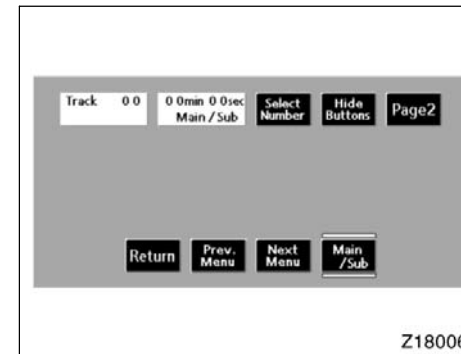 Track 0 0
0 0min 0 0sec
Main / Sub
Select
Number
Hide
Buttons
Page2
Return
Prev.
Menu
Next
Menu
Main
/Sub
Z18006